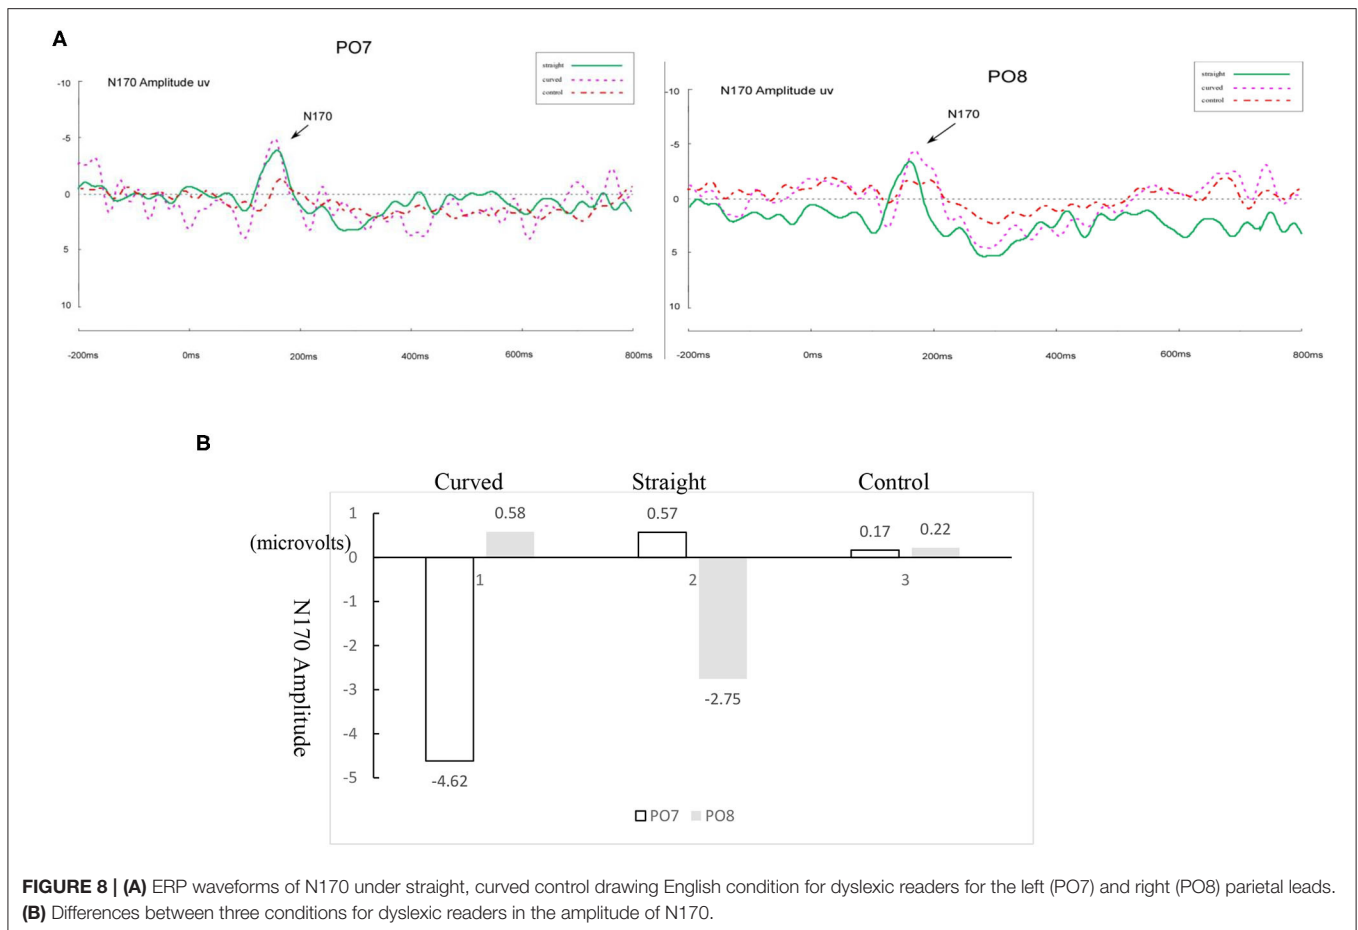 A
PO7
N170 Amplitude uv
straight
curved
control
N170
-10
-5
0
5
10
-200ms
0ms
200ms
400ms
600ms
800ms
PO8
N170 Amplitude uv
straight
curved
control
N170
-10
-5
0
5
10
-200ms
0ms
200ms
400ms
600ms
800ms
B
Curved Straight Control
(microvolts)
N170 Amplitude
1
0
-1
-2
-3
-4
-5
0.58
0.57
0.17
0.22
1
2
3
-2.75
-4.62
PO7 PO8
FIGURE 8 | (A) ERP waveforms of N170 under straight, curved control drawing English condition for dyslexic readers for the left (PO7) and right (PO8) parietal leads.
(B) Differences between three conditions for dyslexic readers in the amplitude of N170.